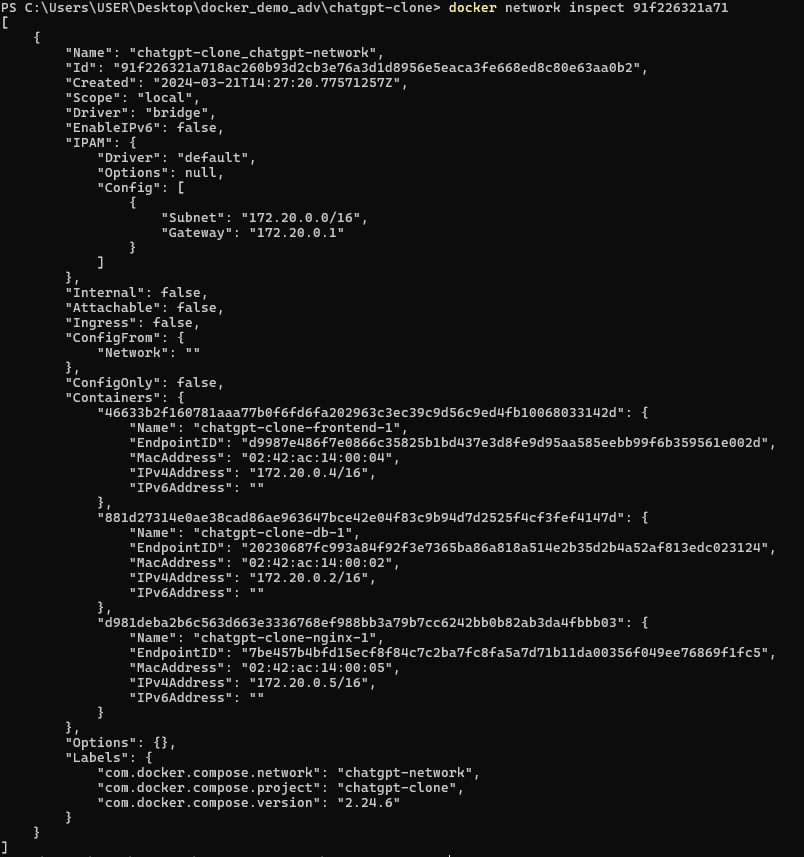 PS C:\Users\USER\Desktop\docker_demo_adv\chatgpt-clone> docker network inspect 91f226321a71
[
    {
        "Name": "chatgpt-clone_chatgpt-network",
        "Id": "91f226321a718ac260b93d2cb3e76a3d1d8956e5eaca3fe668ed8c80e63aa0b2",
        "Created": "2024-03-21T14:27:20.77571257Z",
        "Scope": "local",
        "Driver": "bridge",
        "EnableIPv6": false,
        "IPAM": {
            "Driver": "default",
            "Options": null,
            "Config": [
                {
                    "Subnet": "172.20.0.0/16",
                    "Gateway": "172.20.0.1"
                }
            ]
        },
        "Internal": false,
        "Attachable": false,
        "Ingress": false,
        "ConfigFrom": {
            "Network": ""
        },
        "ConfigOnly": false,
        "Containers": {
            "46633b2f160781aaa77b0f6fd6fa202963c3ec39c9d56c9ed4fb10068033142d": {
                "Name": "chatgpt-clone-frontend-1",
                "EndpointID": "d9987e486f7e0866c35825b1bd437e3d8fe9d95aa585eebb99f6b359561e002d",
                "MacAddress": "02:42:ac:14:00:04",
                "IPv4Address": "172.20.0.4/16",
                "IPv6Address": ""
            },
            "881d27314e0ae38cad86ae963647bce42e04f83c9b94d7d2525f4cf3fef4147d": {
                "Name": "chatgpt-clone-db-1",
                "EndpointID": "20230687fc993a84f92f3e7365ba86a818a514e2b35d2b4a52af813edc023124",
                "MacAddress": "02:42:ac:14:00:02",
                "IPv4Address": "172.20.0.2/16",
                "IPv6Address": ""
            },
            "d981deba2b6c563d663e3336768ef988bb3a79b7cc6242bb0b82ab3da4fbbb03": {
                "Name": "chatgpt-clone-nginx-1",
                "EndpointID": "7be457b4bfd15ecf8f84c7c2ba7fc8fa5a7d71b11da00356f049ee76869f1fc5",
                "MacAddress": "02:42:ac:14:00:05",
                "IPv4Address": "172.20.0.5/16",
                "IPv6Address": ""
            }
        },
        "Options": {},
        "Labels": {
            "com.docker.compose.network": "chatgpt-network",
            "com.docker.compose.project": "chatgpt-clone",
            "com.docker.compose.version": "2.24.6"
        }
    }
]